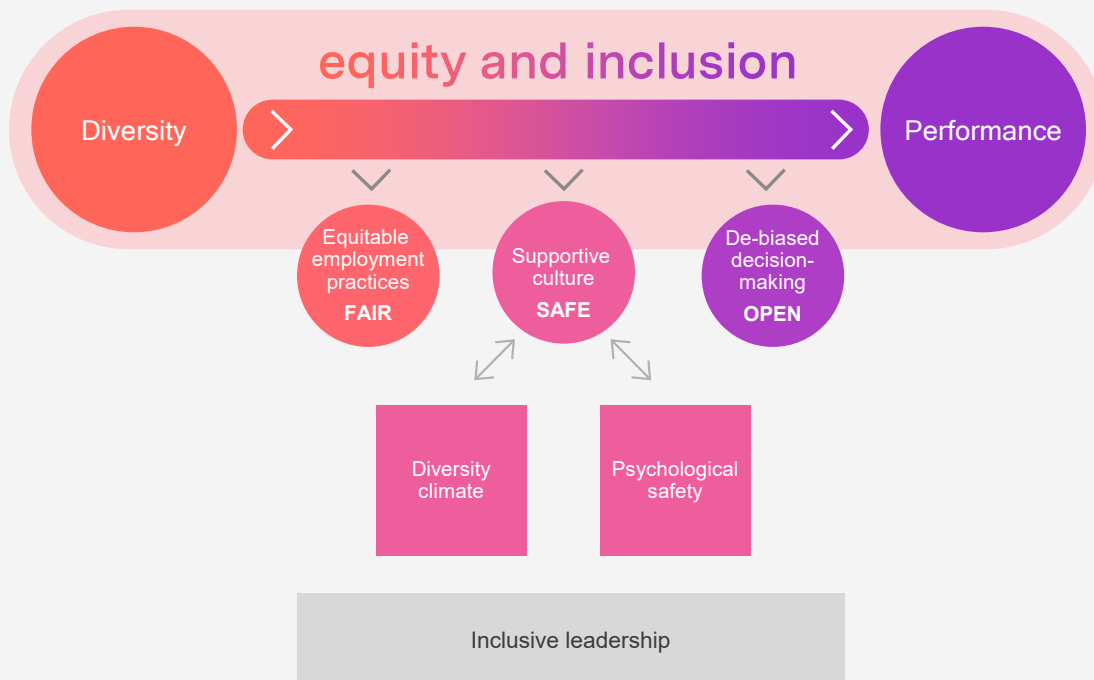 equity and inclusion
Diversity
Performance
Equitable
employment
practices
FAIR
Supportive
culture
SAFE
De-biased
decision-
making
OPEN
Diversity
climate
Psychological
safety
Inclusive leadership